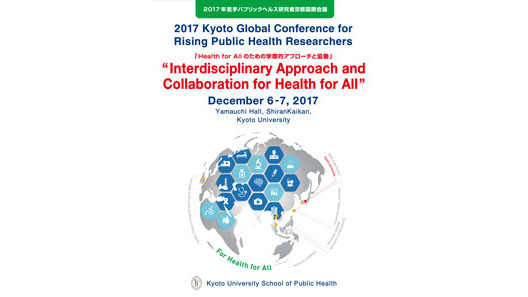 2017年若手パブリックヘルス研究者京都国際会議
2017 Kyoto Global Conference for
Rising Public Health Researchers
「Health for Allのための学際的アプローチと協働」
“Interdisciplinary Approach and
Collaboration for Health for All”
December 6-7, 2017
Yamauchi Hall, ShiranKaikan,
Kyoto University
For Health for All
Kyoto University School of Public Health